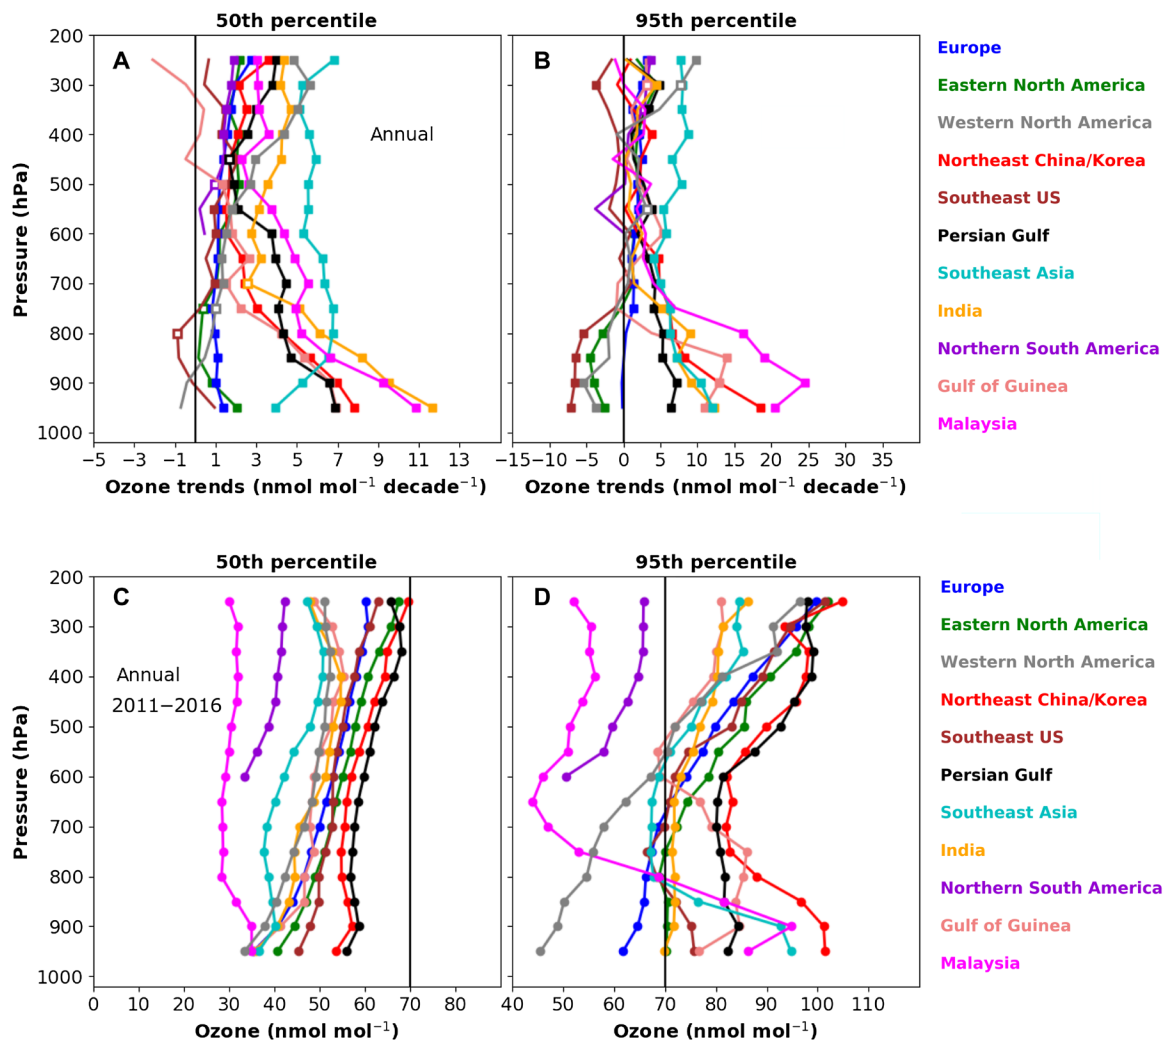 50th percentile
95th percentile
A
B
Annual
Pressure (hPa)
200
300
400
500
600
700
800
900
1000
−5 −3 −1 1 3 5 7 9 11 13
−15 −10 −5 0 5 10 15 20 25 30 35
Ozone trends (nmol mol⁻¹ decade⁻¹)
Ozone trends (nmol mol⁻¹ decade⁻¹)
Europe
Eastern North America
Western North America
Northeast China/Korea
Southeast US
Persian Gulf
Southeast Asia
India
Northern South America
Gulf of Guinea
Malaysia
50th percentile
95th percentile
C
D
Annual
2011−2016
Pressure (hPa)
200
300
400
500
600
700
800
900
1000
0 10 20 30 40 50 60 70 80
40 50 60 70 80 90 100 110
Ozone (nmol mol⁻¹)
Ozone (nmol mol⁻¹)
Europe
Eastern North America
Western North America
Northeast China/Korea
Southeast US
Persian Gulf
Southeast Asia
India
Northern South America
Gulf of Guinea
Malaysia